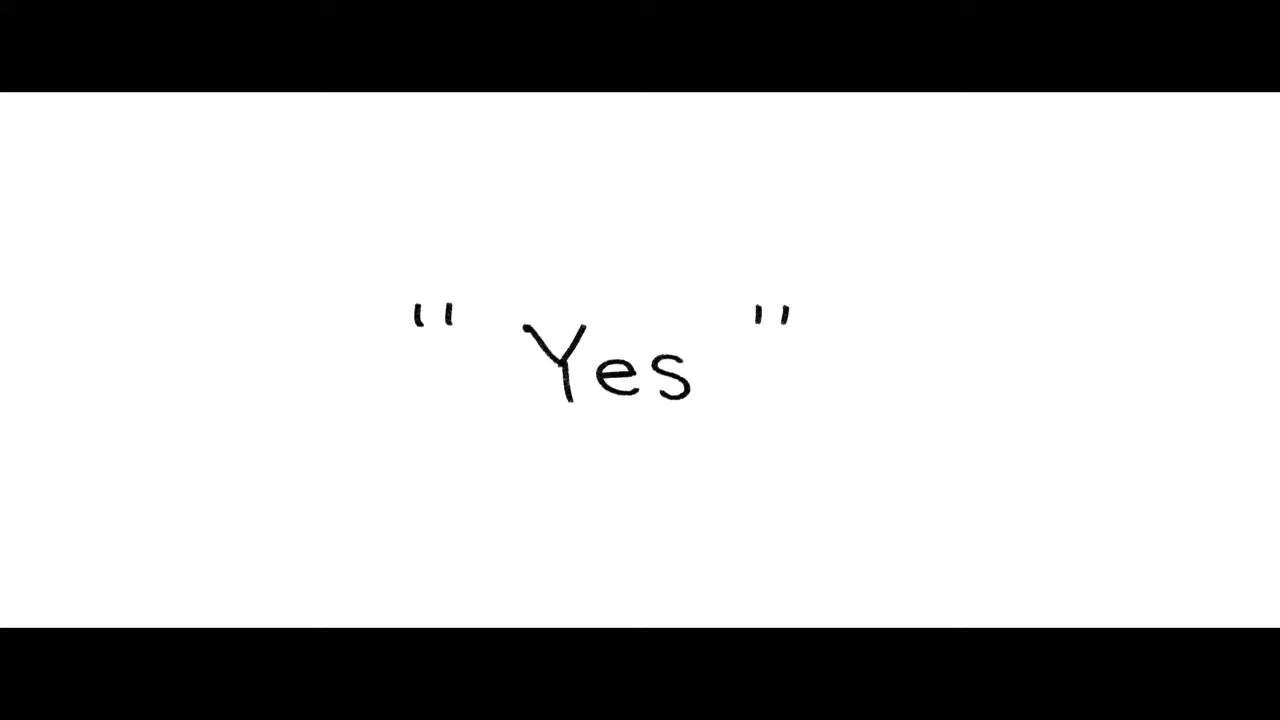 " Yes "